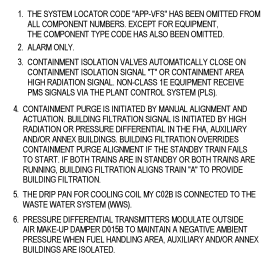 1. THE SYSTEM LOCATOR CODE "APP-VFS" HAS BEEN OMITTED FROM
ALL COMPONENT NUMBERS. EXCEPT FOR EQUIPMENT,
THE COMPONENT TYPE CODE HAS ALSO BEEN OMITTED.
2. ALARM ONLY.
3. CONTAINMENT ISOLATION VALVES AUTOMATICALLY CLOSE ON
CONTAINMENT ISOLATION SIGNAL "T" OR CONTAINMENT AREA
HIGH RADIATION SIGNAL. NON-CLASS 1E EQUIPMENT RECEIVE
PMS SIGNALS VIA THE PLANT CONTROL SYSTEM (PLS).
4. CONTAINMENT PURGE IS INITIATED BY MANUAL ALIGNMENT AND
ACTUATION. BUILDING FILTRATION SIGNAL IS INITIATED BY HIGH
RADIATION OR PRESSURE DIFFERENTIAL IN THE FHA, AUXILIARY
AND/OR ANNEX BUILDINGS. BUILDING FILTRATION OVERRIDES
CONTAINMENT PURGE ALIGNMENT IF THE STANDBY TRAIN FAILS
TO START. IF BOTH TRAINS ARE IN STANDBY OR BOTH TRAINS ARE
RUNNING, BUILDING FILTRATION ALIGNS TRAIN "A" TO PROVIDE
BUILDING FILTRATION.
5. THE DRIP PAN FOR COOLING COIL MY C02B IS CONNECTED TO THE
WASTE WATER SYSTEM (WWS).
6. PRESSURE DIFFERENTIAL TRANSMITTERS MODULATE OUTSIDE
AIR MAKE-UP DAMPER D015B TO MAINTAIN A NEGATIVE AMBIENT
PRESSURE WHEN FUEL HANDLING AREA, AUXILIARY AND/OR ANNEX
BUILDINGS ARE ISOLATED.